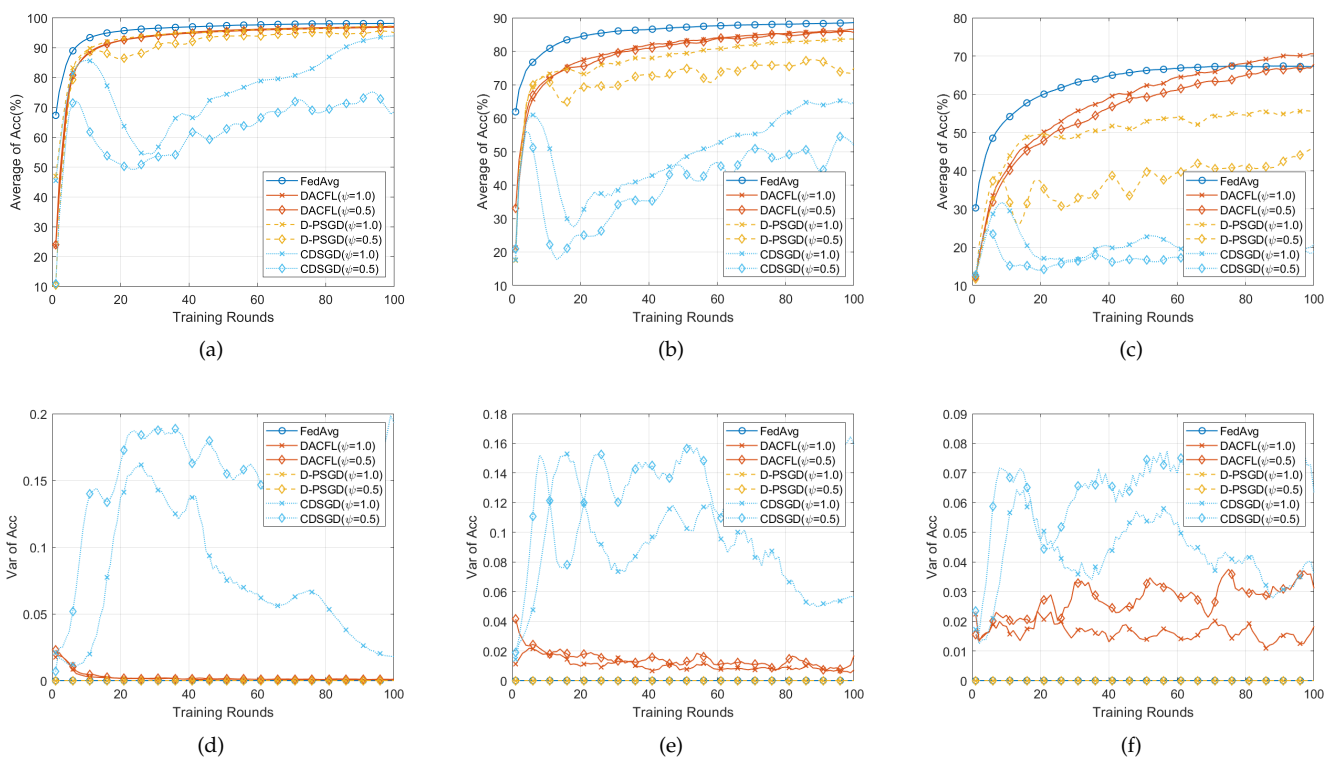 100
90
80
70
60
50
40
30
20
10
0 20 40 60 80 100
Average of Acc(%)
Training Rounds
FedAvg
DACFL(ψ=1.0)
DACFL(ψ=0.5)
D-PSGD(ψ=1.0)
D-PSGD(ψ=0.5)
CDSGD(ψ=1.0)
CDSGD(ψ=0.5)
(a)
90
80
70
60
50
40
30
20
10
0 20 40 60 80 100
Average of Acc(%)
Training Rounds
FedAvg
DACFL(ψ=1.0)
DACFL(ψ=0.5)
D-PSGD(ψ=1.0)
D-PSGD(ψ=0.5)
CDSGD(ψ=1.0)
CDSGD(ψ=0.5)
(b)
80
70
60
50
40
30
20
10
0 20 40 60 80 100
Average of Acc(%)
Training Rounds
FedAvg
DACFL(ψ=1.0)
DACFL(ψ=0.5)
D-PSGD(ψ=1.0)
D-PSGD(ψ=0.5)
CDSGD(ψ=1.0)
CDSGD(ψ=0.5)
(c)
0.2
0.15
0.1
0.05
0
0 20 40 60 80 100
Var of Acc
Training Rounds
FedAvg
DACFL(ψ=1.0)
DACFL(ψ=0.5)
D-PSGD(ψ=1.0)
D-PSGD(ψ=0.5)
CDSGD(ψ=1.0)
CDSGD(ψ=0.5)
(d)
0.18
0.16
0.14
0.12
0.1
0.08
0.06
0.04
0.02
0
0 20 40 60 80 100
Var of Acc
Training Rounds
FedAvg
DACFL(ψ=1.0)
DACFL(ψ=0.5)
D-PSGD(ψ=1.0)
D-PSGD(ψ=0.5)
CDSGD(ψ=1.0)
CDSGD(ψ=0.5)
(e)
0.09
0.08
0.07
0.06
0.05
0.04
0.03
0.02
0.01
0
0 20 40 60 80 100
Var of Acc
Training Rounds
FedAvg
DACFL(ψ=1.0)
DACFL(ψ=0.5)
D-PSGD(ψ=1.0)
D-PSGD(ψ=0.5)
CDSGD(ψ=1.0)
CDSGD(ψ=0.5)
(f)